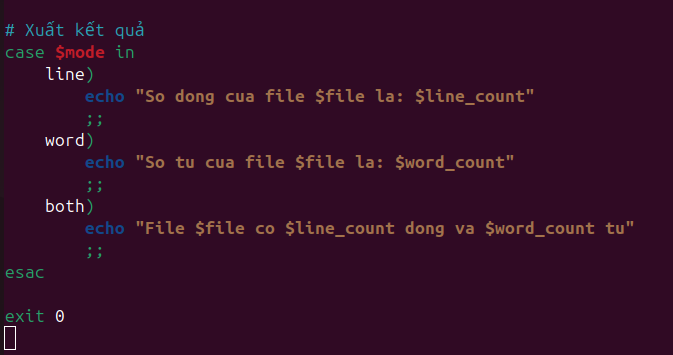 # Xuất kết quả
case $mode in
    line)
        echo "So dong cua file $file la: $line_count"
        ;;
    word)
        echo "So tu cua file $file la: $word_count"
        ;;
    both)
        echo "File $file co $line_count dong va $word_count tu"
        ;;
esac
exit 0